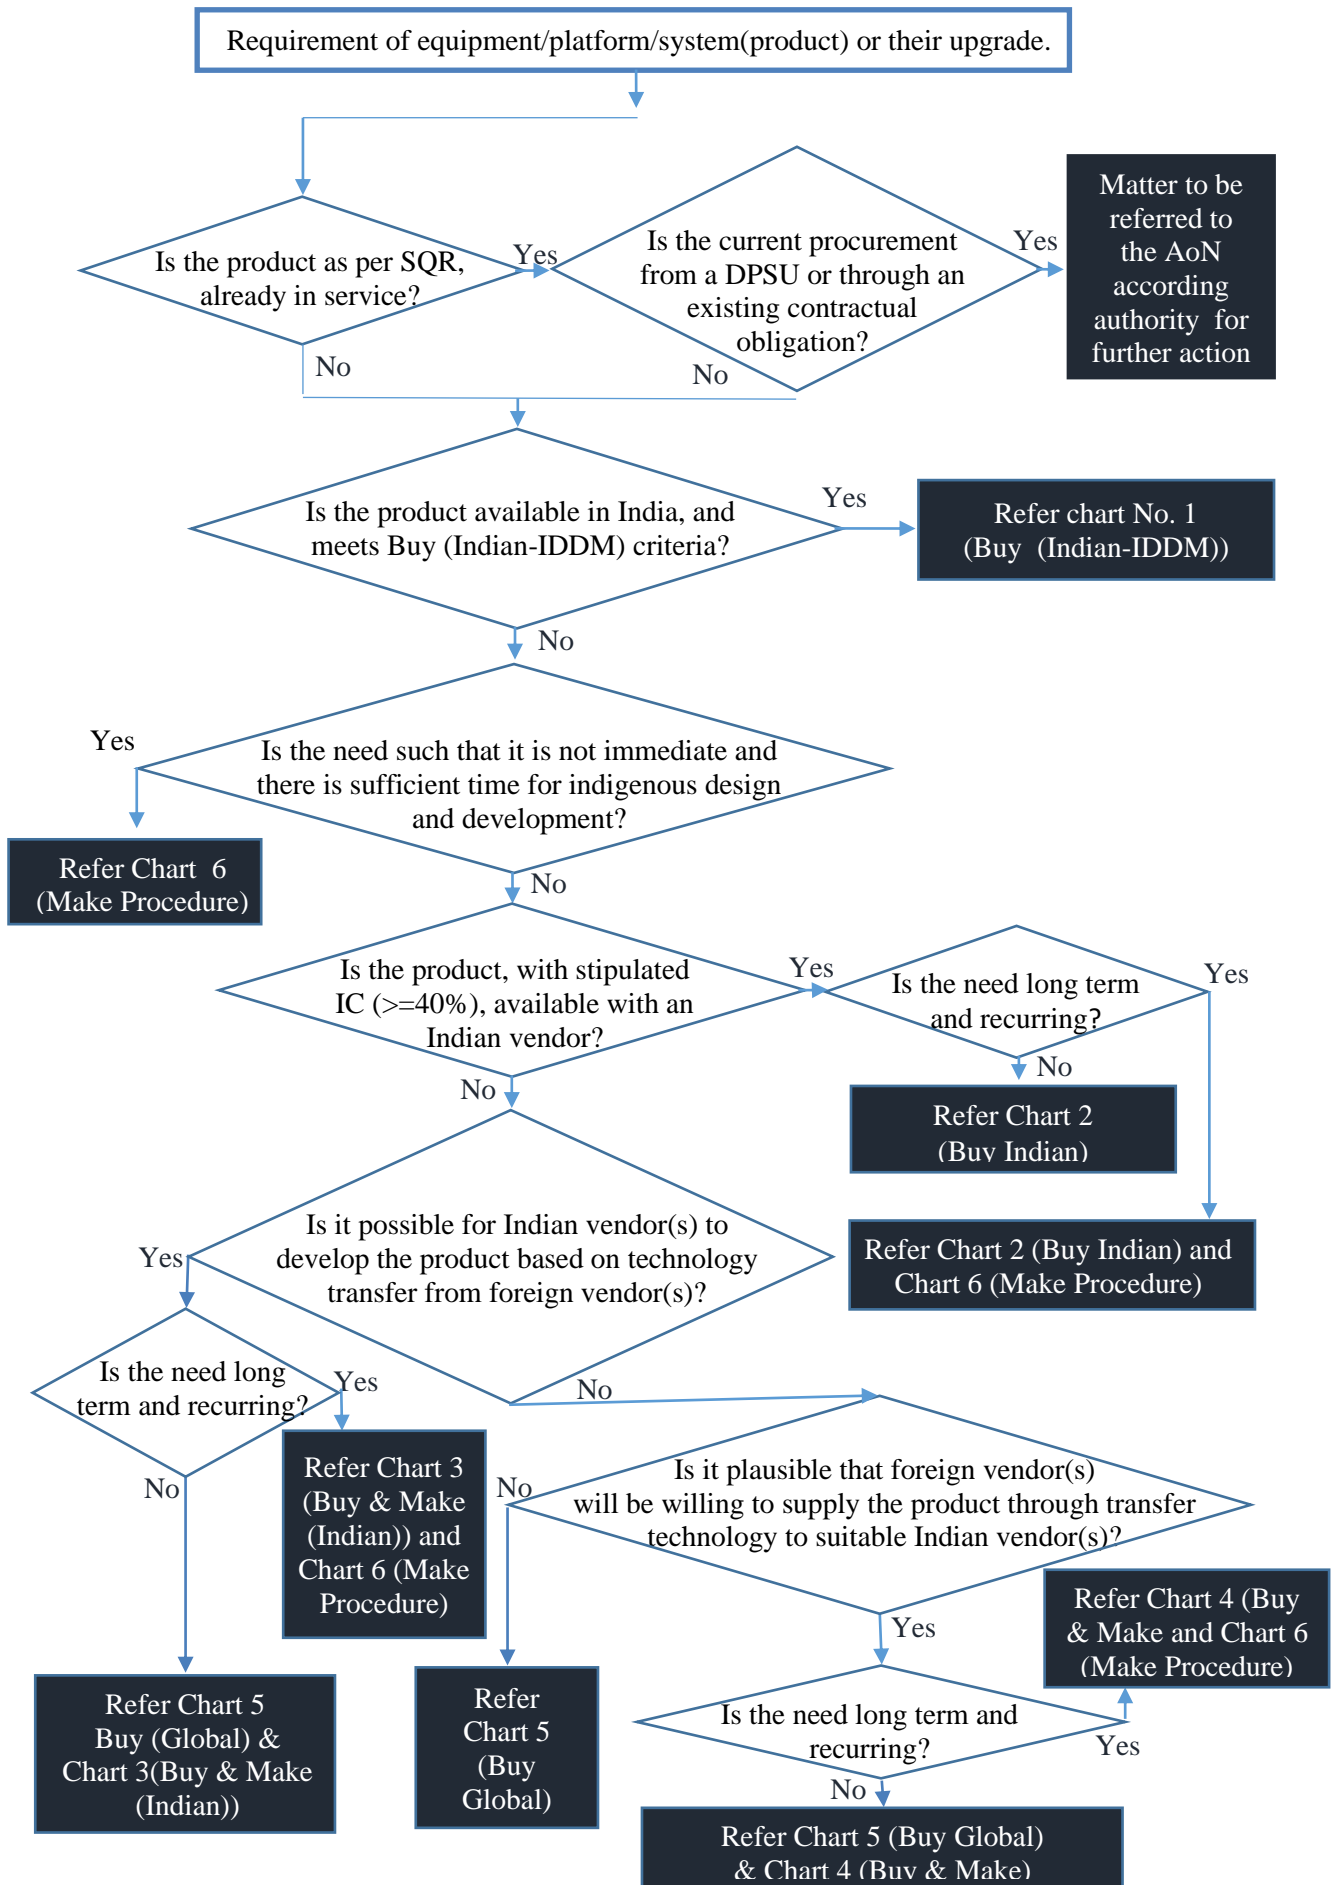 Requirement of equipment/platform/system(product) or their upgrade.
Is the product as per SQR,
already in service?
Yes
No
Is the current procurement
from a DPSU or through an
existing contractual
obligation?
Yes
No
Matter to be
referred to
the AoN
according
authority for
further action
Is the product available in India, and
meets Buy (Indian-IDDM) criteria?
Yes
Refer chart No. 1
(Buy (Indian-IDDM))
No
Is the need such that it is not immediate and
there is sufficient time for indigenous design
and development?
Yes
Refer Chart 6
(Make Procedure)
No
Is the product, with stipulated
IC (>=40%), available with an
Indian vendor?
Yes
Is the need long term
and recurring?
Yes
No
Refer Chart 2
(Buy Indian)
Refer Chart 2 (Buy Indian) and
Chart 6 (Make Procedure)
No
Is it possible for Indian vendor(s) to
develop the product based on technology
transfer from foreign vendor(s)?
Yes
Is the need long
term and recurring?
Yes
Refer Chart 3
(Buy & Make
(Indian)) and
Chart 6 (Make
Procedure)
No
Refer Chart 5
Buy (Global) &
Chart 3(Buy & Make
(Indian))
No
Is it plausible that foreign vendor(s)
will be willing to supply the product through transfer
technology to suitable Indian vendor(s)?
No
Refer
Chart 5
(Buy
Global)
Yes
Is the need long term and
recurring?
Yes
Refer Chart 4 (Buy
& Make and Chart 6
(Make Procedure)
No
Refer Chart 5 (Buy Global)
& Chart 4 (Buy & Make)